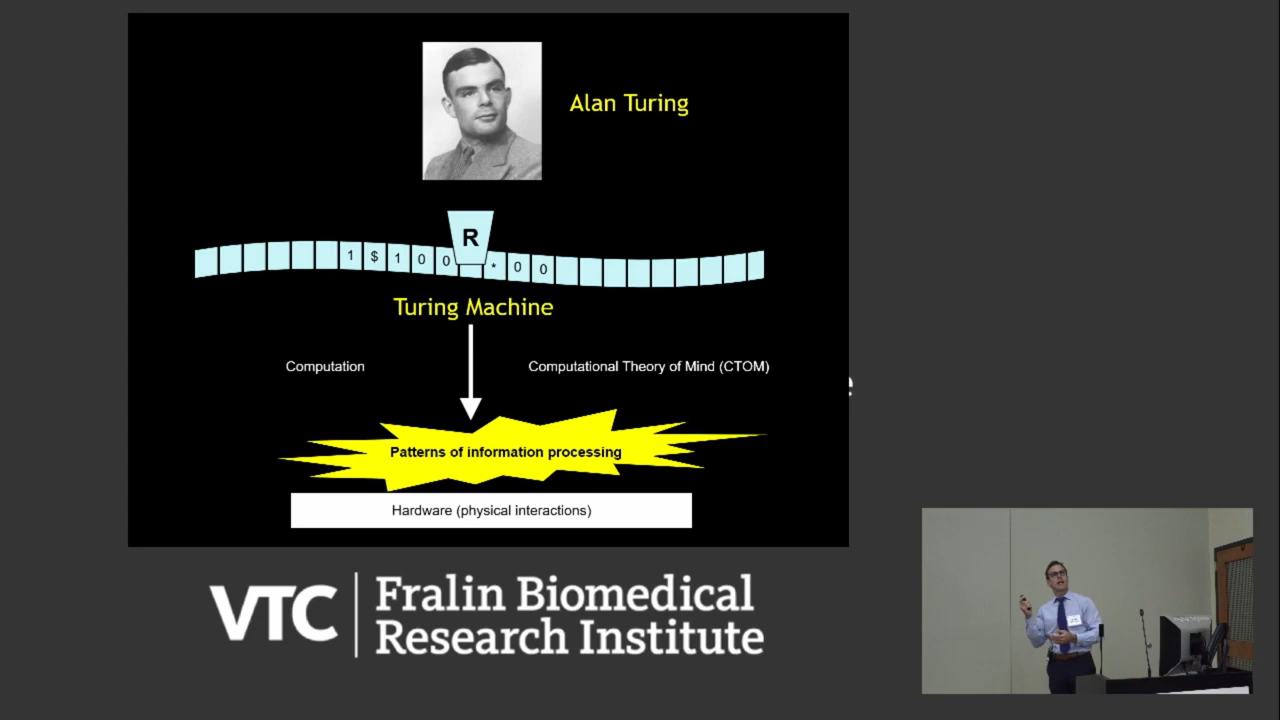 Alan Turing
R
1 $ 1 0 0 * 0 0
Turing Machine
Computation
Computational Theory of Mind (CTOM)
Patterns of information processing
Hardware (physical interactions)
e
VTC
Fralin Biomedical
Research Institute